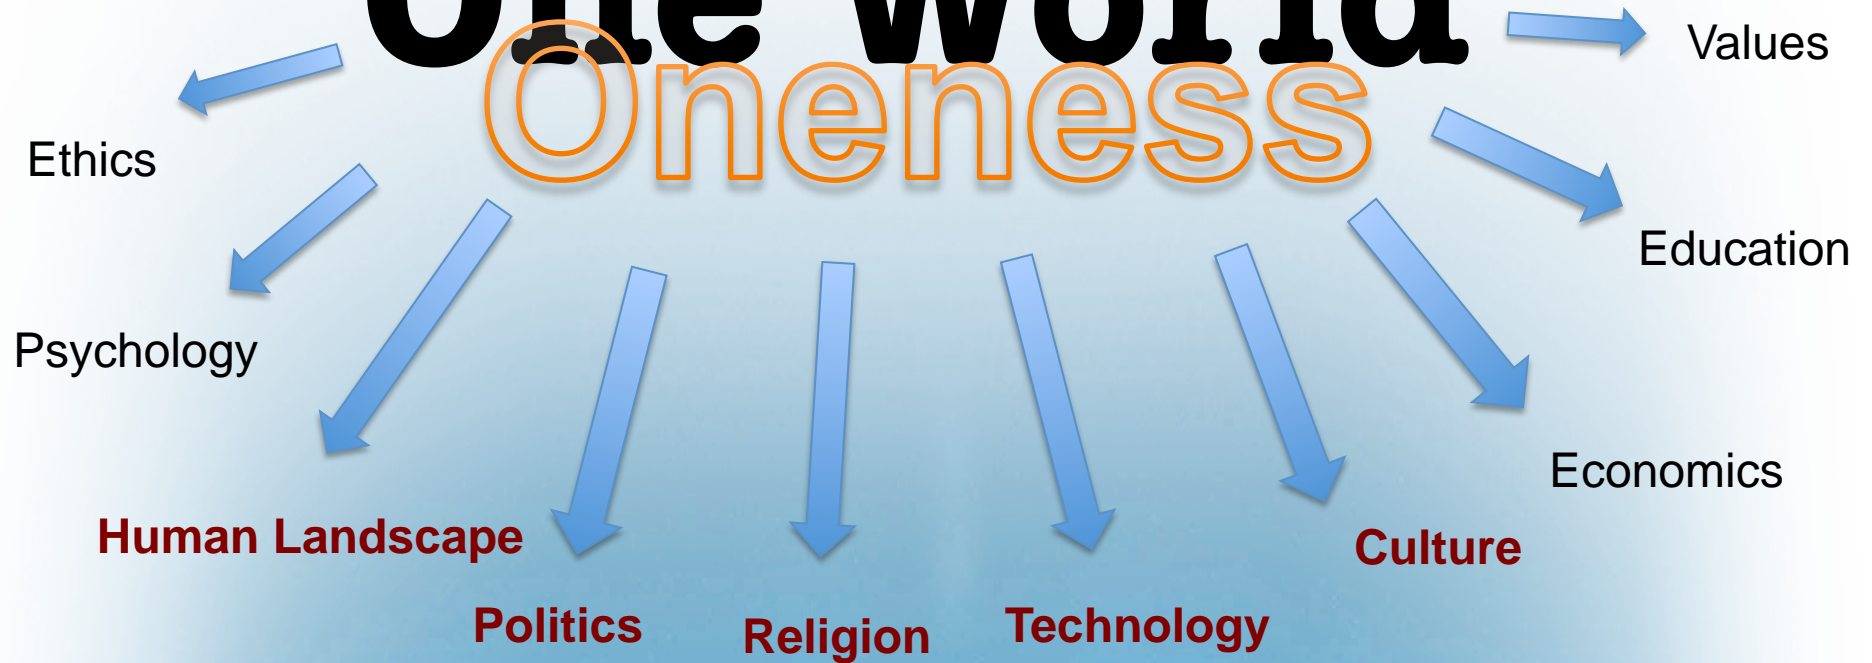 One World
Oneness
Values
Ethics
Education
Psychology
Economics
Human Landscape
Culture
Politics
Religion
Technology